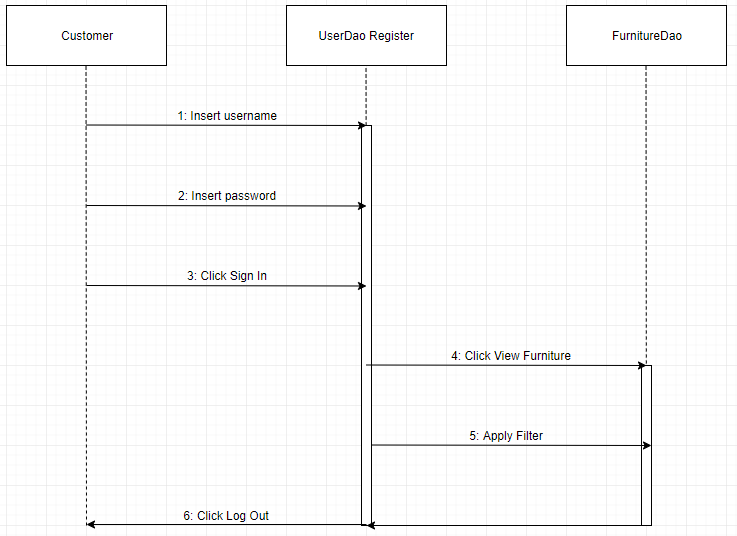 Customer
UserDao Register
FurnitureDao
1: Insert username
2: Insert password
3: Click Sign In
4: Click View Furniture
5: Apply Filter
6: Click Log Out